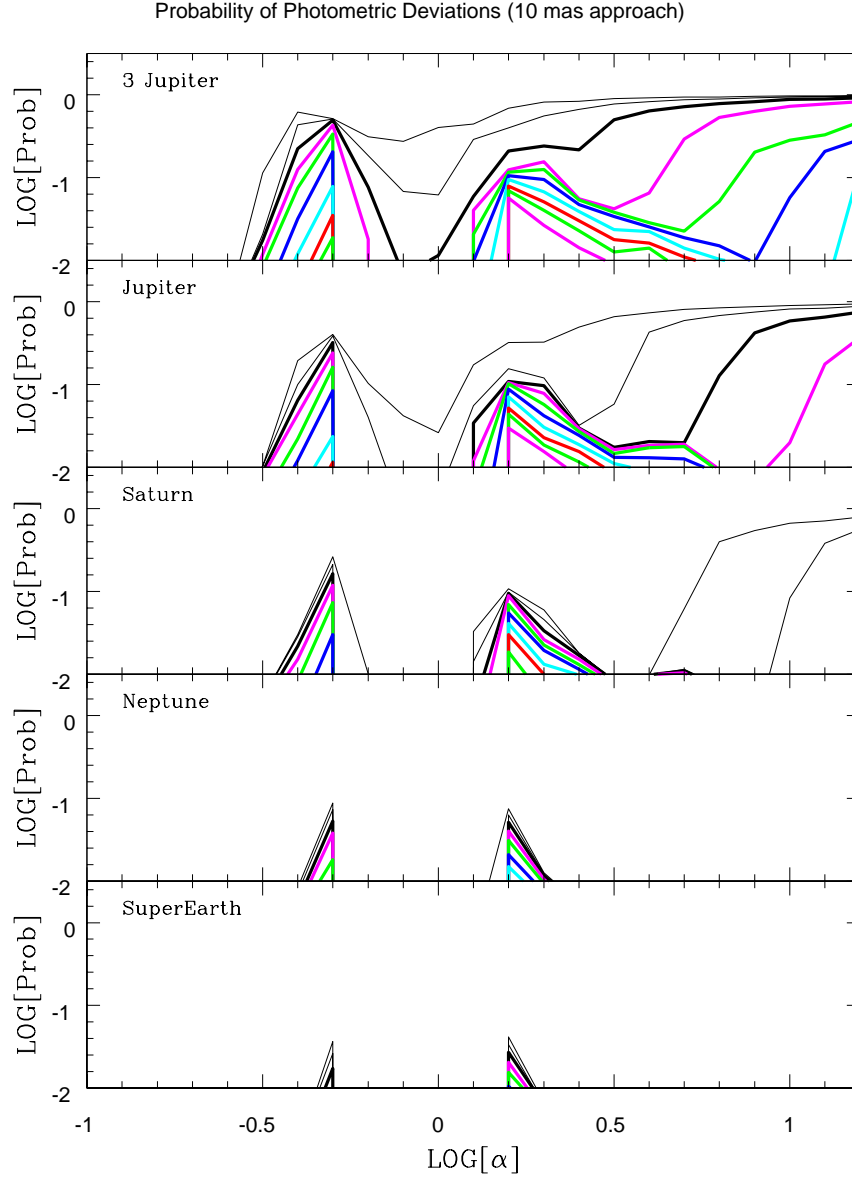 Probability of Photometric Deviations (10 mas approach)
3 Jupiter
0
-1
-2
LOG[Prob]
Jupiter
0
-1
-2
LOG[Prob]
Saturn
0
-1
-2
LOG[Prob]
Neptune
0
-1
-2
LOG[Prob]
SuperEarth
0
-1
-2
LOG[Prob]
-1 -0.5 0 0.5 1
LOG[α]